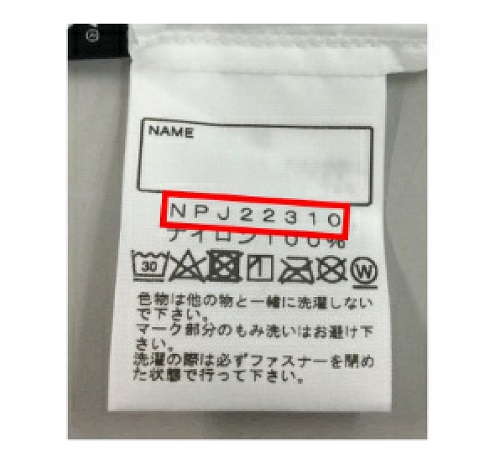 NAME
NPJ22310
ナイロン100%
30
W
色物は他の物と一緒に洗濯しない
で下さい。
マーク部分のもみ洗いはお避け下
さい。
洗濯の際は必ずファスナーを閉め
た状態で行って下さい。